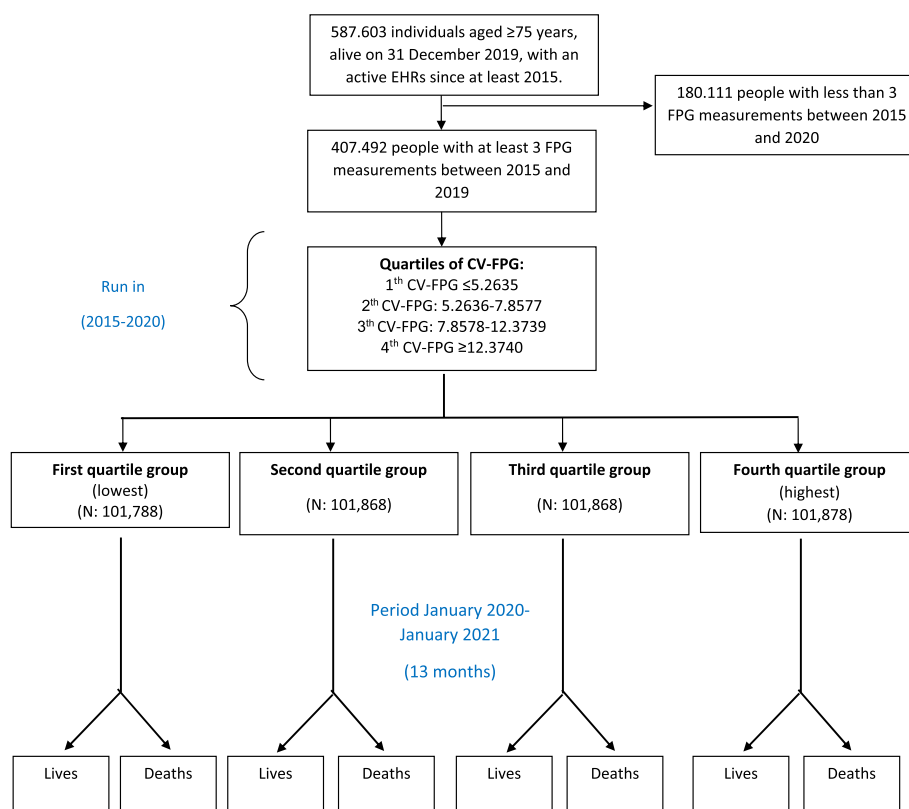 587.603 individuals aged ≥75 years,
alive on 31 December 2019, with an
active EHRs since at least 2015.
180.111 people with less than 3
FPG measurements between 2015
and 2020
407.492 people with at least 3 FPG
measurements between 2015 and
2019
Run in
(2015-2020)
Quartiles of CV-FPG:
1th CV-FPG ≤5.2635
2th CV-FPG: 5.2636-7.8577
3th CV-FPG: 7.8578-12.3739
4th CV-FPG ≥12.3740
First quartile group
(lowest)
(N: 101,788)
Second quartile group
(N: 101,868)
Third quartile group
(N: 101,868)
Fourth quartile group
(highest)
(N: 101,878)
Period January 2020-
January 2021
(13 months)
Lives
Deaths
Lives
Deaths
Lives
Deaths
Lives
Deaths